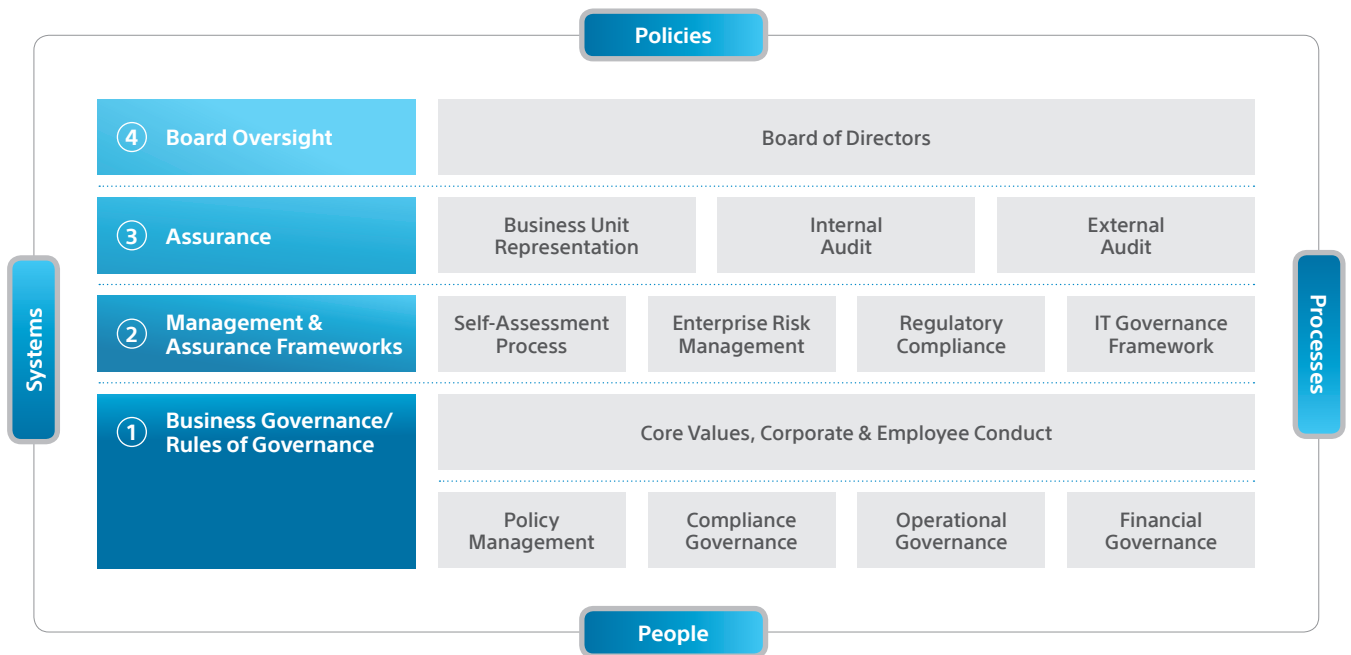 Policies
4 Board Oversight
Board of Directors
3 Assurance
Business Unit
Representation
Internal
Audit
External
Audit
Systems
Processes
2 Management &
Assurance Frameworks
Self-Assessment
Process
Enterprise Risk
Management
Regulatory
Compliance
IT Governance
Framework
1 Business Governance/
Rules of Governance
Core Values, Corporate & Employee Conduct
Policy
Management
Compliance
Governance
Operational
Governance
Financial
Governance
People